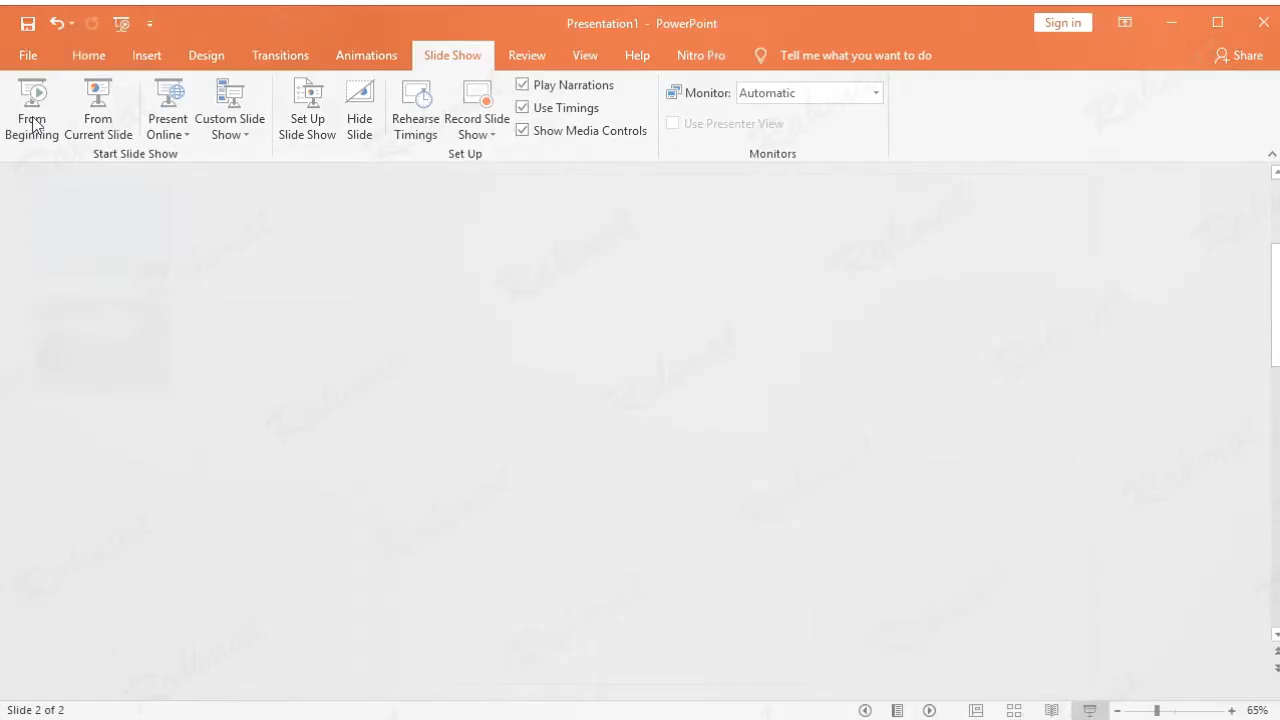 Presentation1 - PowerPoint
Sign in
File Home Insert Design Transitions Animations Slide Show Review View Help Nitro Pro Tell me what you want to do Share
From Beginning
From Current Slide
Present Online
Custom Slide Show
Start Slide Show
Set Up Slide Show
Hide Slide
Rehearse Timings
Record Slide Show
Play Narrations
Use Timings
Show Media Controls
Set Up
Monitor: Automatic
Use Presenter View
Monitors
Slide 2 of 2
65%